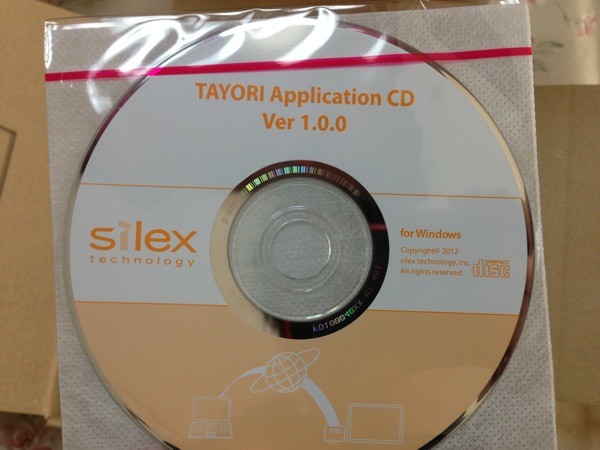 TAYORI Application CD
Ver 1.0.0
silex
technology
for Windows
Copyright© 2012
silex technology, Inc.
All rights reserved.
COMPACT
disc